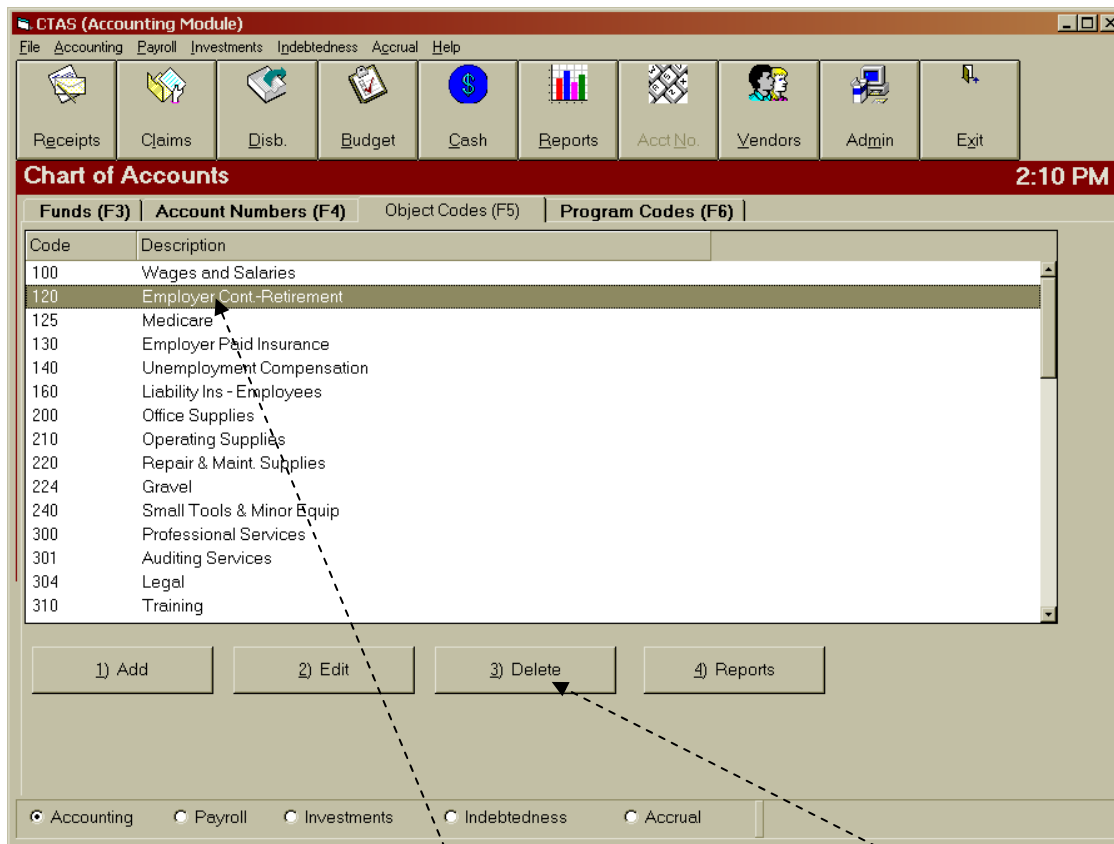 CTAS (Accounting Module)
File Accounting Payroll Investments Indebtedness Accrual Help
Receipts Claims Disb. Budget Cash Reports Acct No. Vendors Admin Exit
Chart of Accounts 2:10 PM
Funds (F3) Account Numbers (F4) Object Codes (F5) Program Codes (F6)
Code Description
100 Wages and Salaries
120 Employer Cont.-Retirement
125 Medicare
130 Employer Paid Insurance
140 Unemployment Compensation
160 Liability Ins - Employees
200 Office Supplies
210 Operating Supplies
220 Repair & Maint. Supplies
224 Gravel
240 Small Tools & Minor Equip
300 Professional Services
301 Auditing Services
304 Legal
310 Training
1) Add 2) Edit 3) Delete 4) Reports
Accounting Payroll Investments Indebtedness Accrual